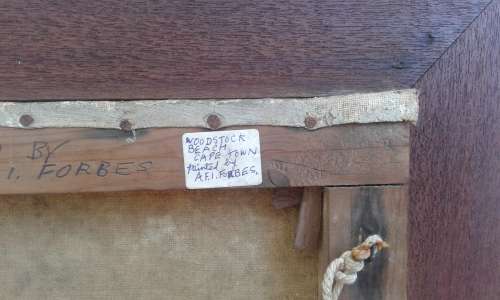 BY
I. FORBES
WOODSTOCK
BEACH
CAPE TOWN
painted by
A.F.I. FORBES.